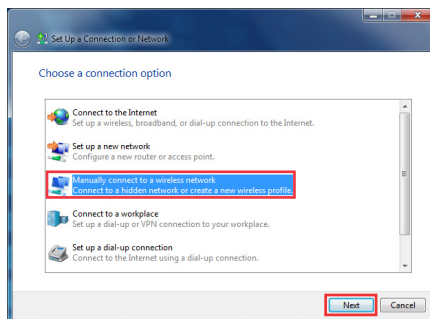 Set Up a Connection or Network
Choose a connection option
Connect to the Internet
Set up a wireless, broadband, or dial-up connection to the Internet.
Set up a new network
Configure a new router or access point.
Manually connect to a wireless network
Connect to a hidden network or create a new wireless profile.
Connect to a workplace
Set up a dial-up or VPN connection to your workplace.
Set up a dial-up connection
Connect to the Internet using a dial-up connection.
Next
Cancel